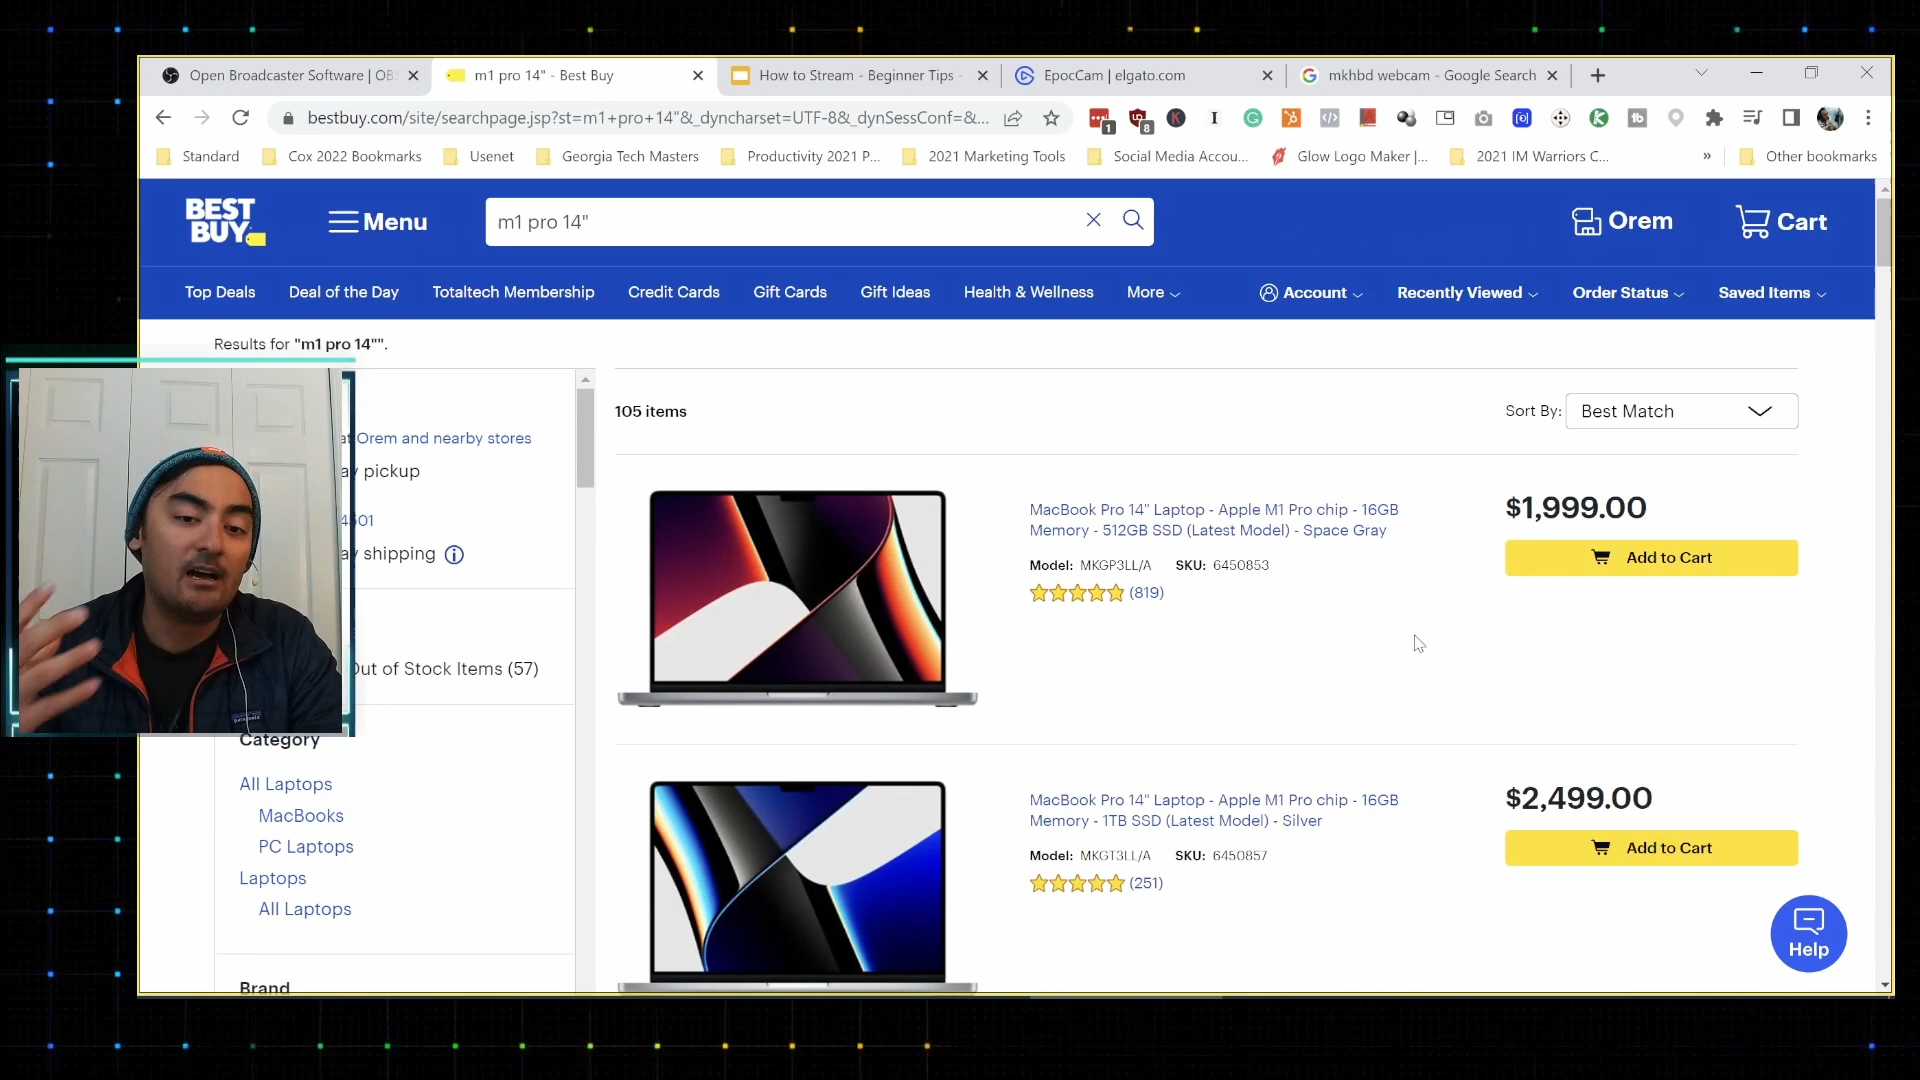 Open Broadcaster Software | OBS
m1 pro 14" - Best Buy
How to Stream - Beginner Tips -
EpocCam | elgato.com
mkhbd webcam - Google Search
bestbuy.com/site/searchpage.jsp?st=m1+pro+14"&_dyncharset=UTF-8&_dynSessConf=&...
1
8
Standard
Cox 2022 Bookmarks
Usenet
Georgia Tech Masters
Productivity 2021 P...
2021 Marketing Tools
Social Media Accou...
Glow Logo Maker |...
2021 IM Warriors C...
»
Other bookmarks
BEST
BUY
Menu
m1 pro 14"
Orem
Cart
Top Deals
Deal of the Day
Totaltech Membership
Credit Cards
Gift Cards
Gift Ideas
Health & Wellness
More
Account
Recently Viewed
Order Status
Saved Items
Results for "m1 pro 14"".
at Orem and nearby stores
ay pickup
4501
ay shipping
Out of Stock Items (57)
Category
All Laptops
MacBooks
PC Laptops
Laptops
All Laptops
Brand
105 items
Sort By:
Best Match
MacBook Pro 14" Laptop - Apple M1 Pro chip - 16GB
Memory - 512GB SSD (Latest Model) - Space Gray
Model: MKGP3LL/A SKU: 6450853
(819)
$1,999.00
Add to Cart
MacBook Pro 14" Laptop - Apple M1 Pro chip - 16GB
Memory - 1TB SSD (Latest Model) - Silver
Model: MKGT3LL/A SKU: 6450857
(251)
$2,499.00
Add to Cart
Help
patagonia